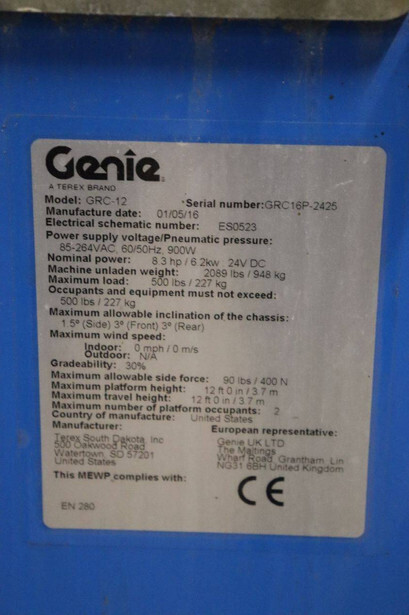 Genie
A TEREX BRAND
Model: GRC-12 Serial number: GRC16P-2425
Manufacture date: 01/05/16
Electrical schematic number: ES0523
Power supply voltage/Pneumatic pressure:
85-264VAC, 60/50Hz, 900W
Nominal power: 8.3 hp / 6.2kw , 24V DC
Machine unladen weight: 2089 lbs / 948 kg
Maximum load: 500 lbs / 227 kg
Occupants and equipment must not exceed:
500 lbs / 227 kg
Maximum allowable inclination of the chassis:
1.5° (Side) 3° (Front) 3° (Rear)
Maximum wind speed:
Indoor: 0 mph / 0 m/s
Outdoor: N/A
Gradeability: 30%
Maximum allowable side force: 90 lbs / 400 N
Maximum platform height: 12 ft 0 in / 3.7 m
Maximum travel height: 12 ft 0 in / 3.7 m
Maximum number of platform occupants: 2
Country of manufacture: United States
Manufacturer: European representative:
Terex South Dakota, Inc Genie UK LTD
500 Oakwood Road The Maltings
Watertown, SD 57201 Wharf Road, Grantham, Lin
United States NG31 6BH United Kingdom
This MEWP complies with: CE
EN 280